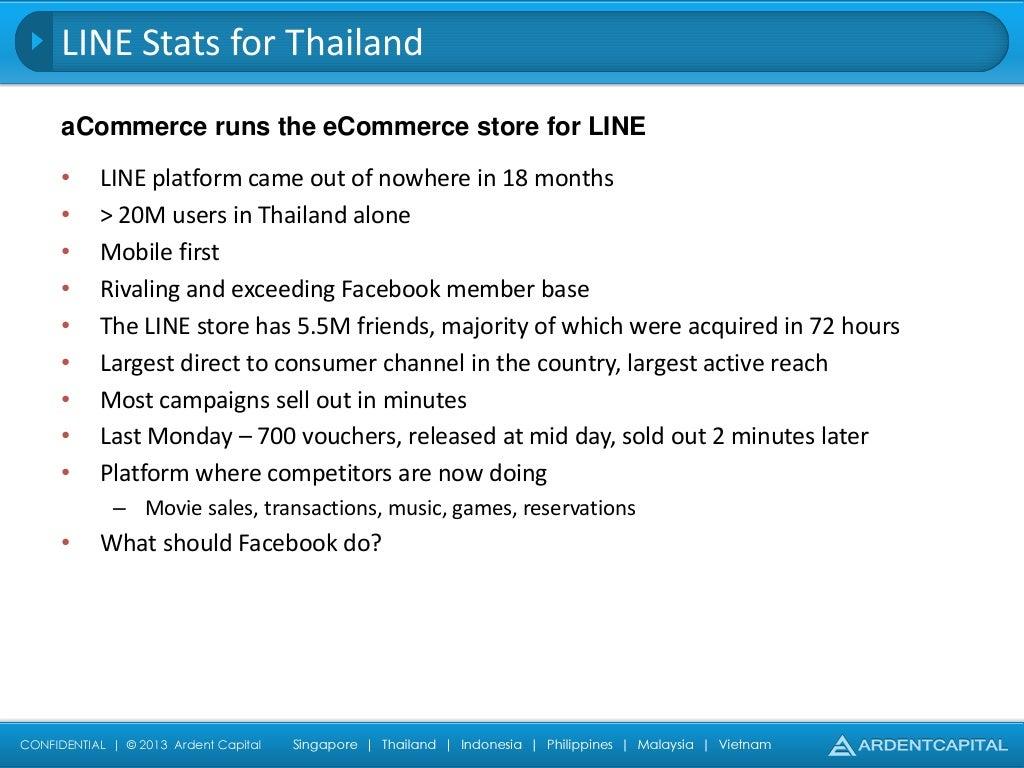 LINE Stats for Thailand
aCommerce runs the eCommerce store for LINE
• LINE platform came out of nowhere in 18 months
• > 20M users in Thailand alone
• Mobile first
• Rivaling and exceeding Facebook member base
• The LINE store has 5.5M friends, majority of which were acquired in 72 hours
• Largest direct to consumer channel in the country, largest active reach
• Most campaigns sell out in minutes
• Last Monday – 700 vouchers, released at mid day, sold out 2 minutes later
• Platform where competitors are now doing
– Movie sales, transactions, music, games, reservations
• What should Facebook do?
CONFIDENTIAL | © 2013 Ardent Capital Singapore | Thailand | Indonesia | Philippines | Malaysia | Vietnam ARDENTCAPITAL